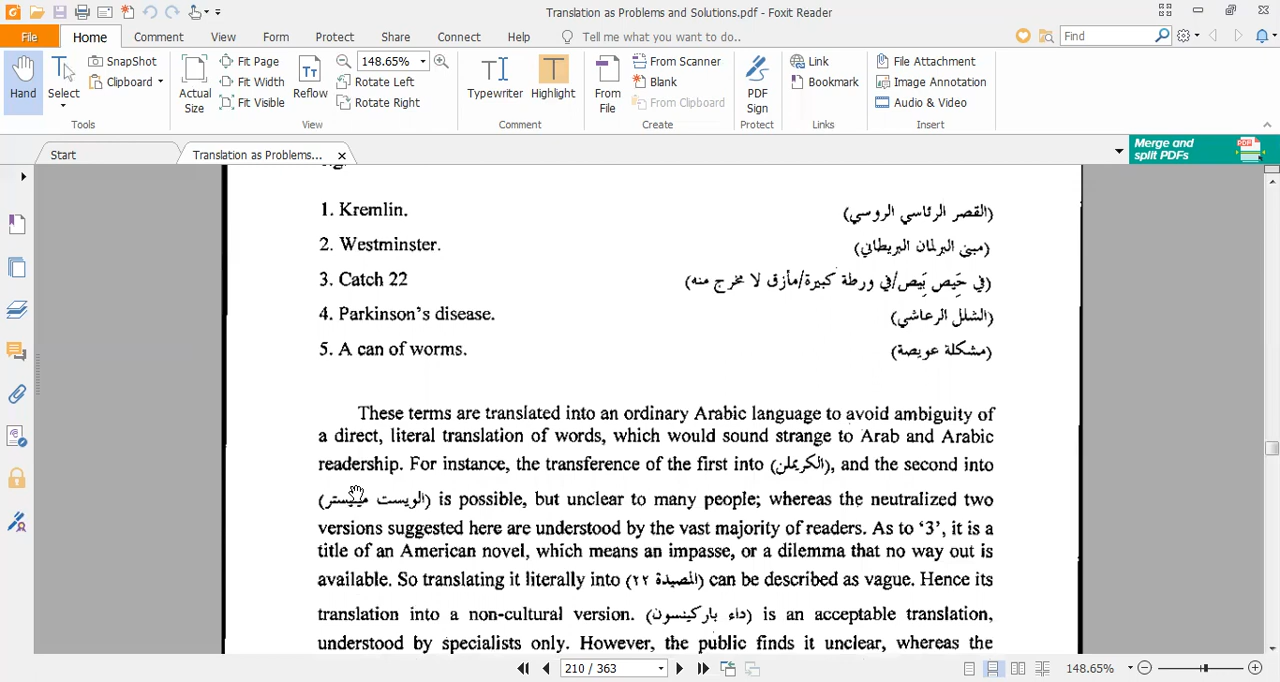 Translation as Problems and Solutions.pdf - Foxit Reader
File Home Comment View Form Protect Share Connect Help Tell me what you want to do.. Find
SnapShot Fit Page 148.65% From Scanner Link File Attachment
Clipboard Fit Width Rotate Left Blank Bookmark Image Annotation
Fit Visible Rotate Right From Clipboard Audio & Video
Hand Select Actual Size Reflow Typewriter Highlight From File PDF Sign
Tools View Comment Create Protect Links Insert
Start Translation as Problems... Merge and split PDFs
1. Kremlin. (القصر الرئاسي الروسي)
2. Westminster. (مبنى البرلمان البريطاني)
3. Catch 22 (في حَيص بَيص/في ورطة كبيرة/مأزق لا مخرج منه)
4. Parkinson's disease. (الشلل الرعاشي)
5. A can of worms. (مشكلة عويصة)
These terms are translated into an ordinary Arabic language to avoid ambiguity of
a direct, literal translation of words, which would sound strange to Arab and Arabic
readership. For instance, the transference of the first into (الكريملن), and the second into
(الويست مينيستر) is possible, but unclear to many people; whereas the neutralized two
versions suggested here are understood by the vast majority of readers. As to '3', it is a
title of an American novel, which means an impasse, or a dilemma that no way out is
available. So translating it literally into (المصيدة ٢٢) can be described as vague. Hence its
translation into a non-cultural version. (داء باركينسون) is an acceptable translation,
understood by specialists only. However, the public finds it unclear, whereas the
210 / 363 148.65%